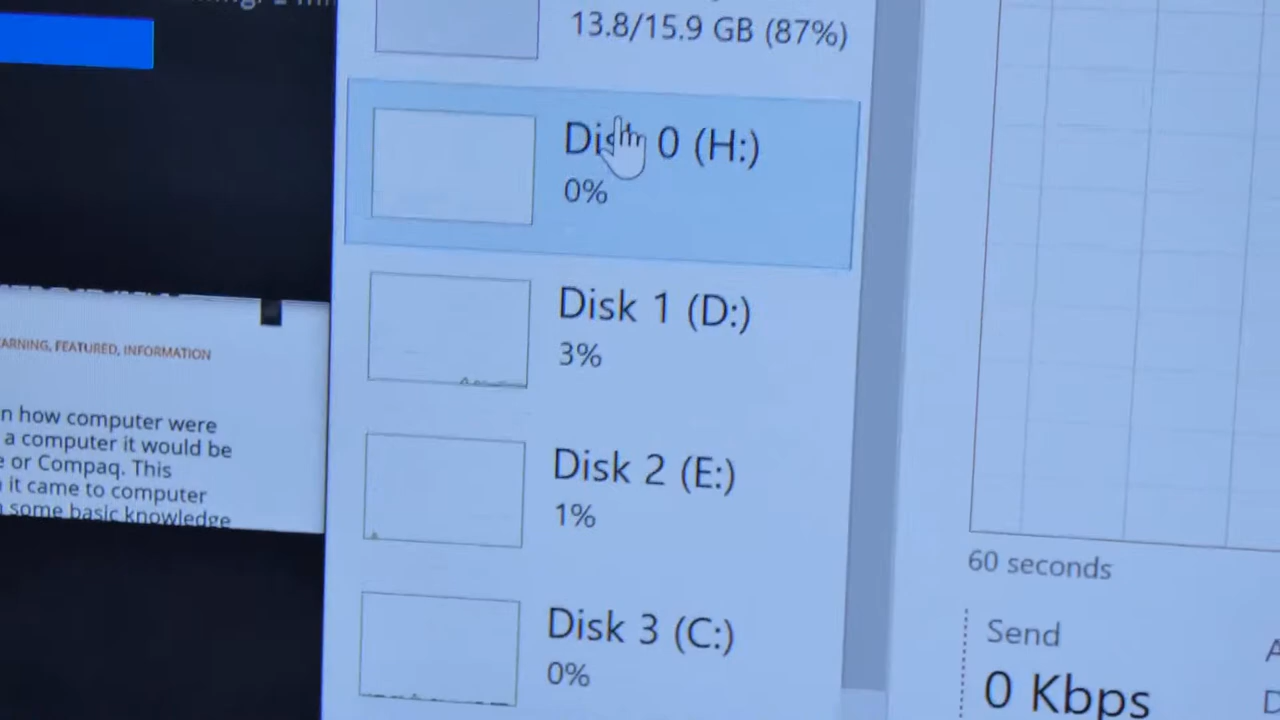 13.8/15.9 GB (87%)
0 (H:)
0%
Disk 1 (D:)
3%
Disk 2 (E:)
1%
Disk 3 (C:)
0%
FEATURED, INFORMATION
how computer were
a computer it would be
or Compaq. This
it came to computer
some basic knowledge
60 seconds
Send
0 Kbps